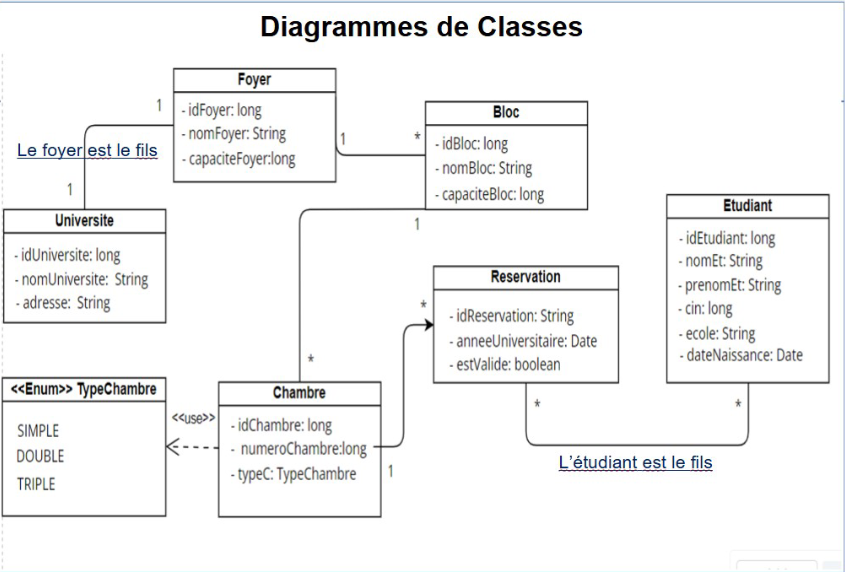 Diagrammes de Classes
Foyer
- idFoyer: long
- nomFoyer: String
- capaciteFoyer:long
1
1
Le foyer est le fils
1
*
Bloc
- idBloc: long
- nomBloc: String
- capaciteBloc: long
1
*
Universite
- idUniversite: long
- nomUniversite: String
- adresse: String
Etudiant
- idEtudiant: long
- nomEt: String
- prenomEt: String
- cin: long
- ecole: String
- dateNaissance: Date
Reservation
- idReservation: String
- anneeUniversitaire: Date
- estValide: boolean
*
*
*
L'étudiant est le fils
<<Enum>> TypeChambre
SIMPLE
DOUBLE
TRIPLE
<<use>>
Chambre
- idChambre: long
- numeroChambre:long
- typeC: TypeChambre
1